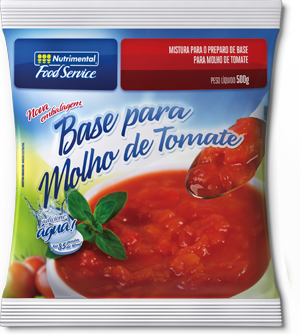 Nutrimental
Food Service
MISTURA PARA O PREPARO DE BASE
PARA MOLHO DE TOMATE
PESO LÍQUIDO 500g
Nova
embalagem
Base para
Molho de Tomate
adicione
água!